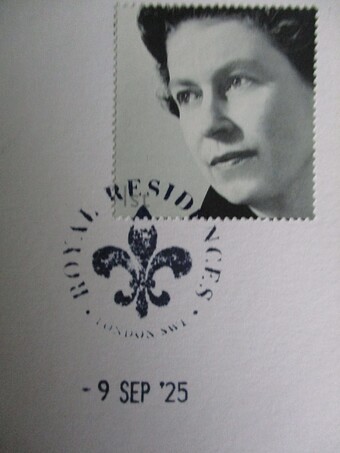 1ST
ROYAL RESIDENCES
LONDON SW1
- 9 SEP '25